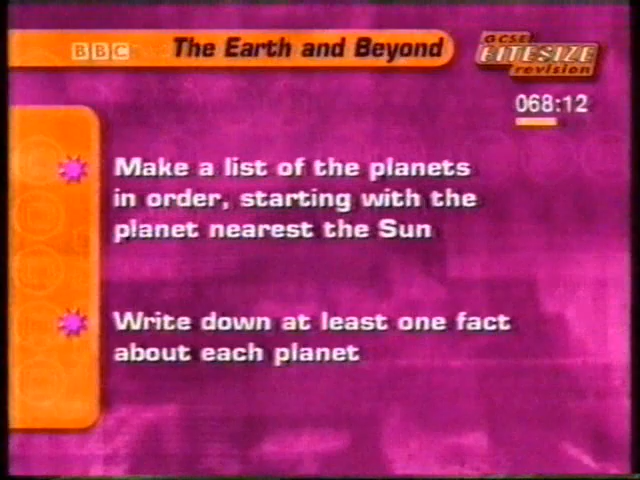 BBC The Earth and Beyond
GCSE
BITESIZE
revision
068:12
Make a list of the planets
in order, starting with the
planet nearest the Sun
Write down at least one fact
about each planet